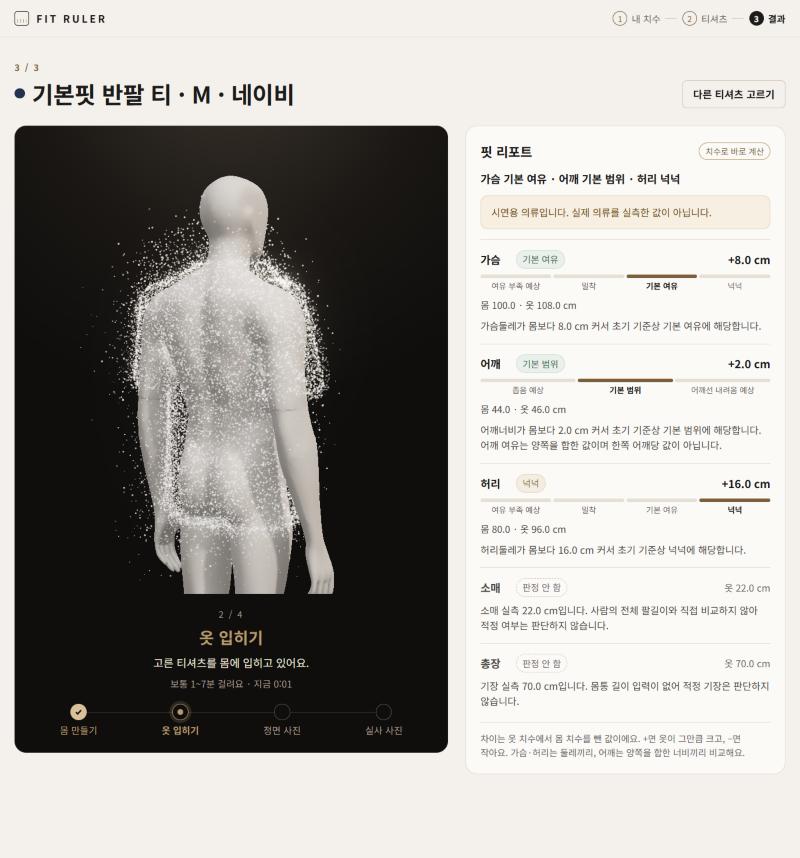 FIT RULER
1 내 치수
2 티셔츠
3 결과
3 / 3
기본핏 반팔 티 · M · 네이비
다른 티셔츠 고르기
2 / 4
옷 입히기
고른 티셔츠를 몸에 입히고 있어요.
보통 1~7분 걸려요 · 지금 0:01
몸 만들기
옷 입히기
정면 사진
실사 사진
핏 리포트
치수로 바로 계산
가슴 기본 여유 · 어깨 기본 범위 · 허리 넉넉
시연용 의류입니다. 실제 의류를 실측한 값이 아닙니다.
가슴 기본 여유 +8.0 cm
여유 부족 예상 밀착 기본 여유 넉넉
몸 100.0 · 옷 108.0 cm
가슴둘레가 몸보다 8.0 cm 커서 초기 기준상 기본 여유에 해당합니다.
어깨 기본 범위 +2.0 cm
좁음 예상 기본 범위 어깨선 내려옴 예상
몸 44.0 · 옷 46.0 cm
어깨너비가 몸보다 2.0 cm 커서 초기 기준상 기본 범위에 해당합니다.
어깨 여유는 양쪽을 합한 값이며 한쪽 어깨당 값이 아닙니다.
허리 넉넉 +16.0 cm
여유 부족 예상 밀착 기본 여유 넉넉
몸 80.0 · 옷 96.0 cm
허리둘레가 몸보다 16.0 cm 커서 초기 기준상 넉넉에 해당합니다.
소매 판정 안 함 옷 22.0 cm
소매 실측 22.0 cm입니다. 사람의 전체 팔길이와 직접 비교하지 않아
적정 여부는 판단하지 않습니다.
총장 판정 안 함 옷 70.0 cm
기장 실측 70.0 cm입니다. 몸통 길이 입력이 없어 적정 기장은 판단하지
않습니다.
차이는 옷 치수에서 몸 치수를 뺀 값이에요. +면 옷이 그만큼 크고, −면
작아요. 가슴·허리는 둘레끼리, 어깨는 양쪽을 합한 너비끼리 비교해요.